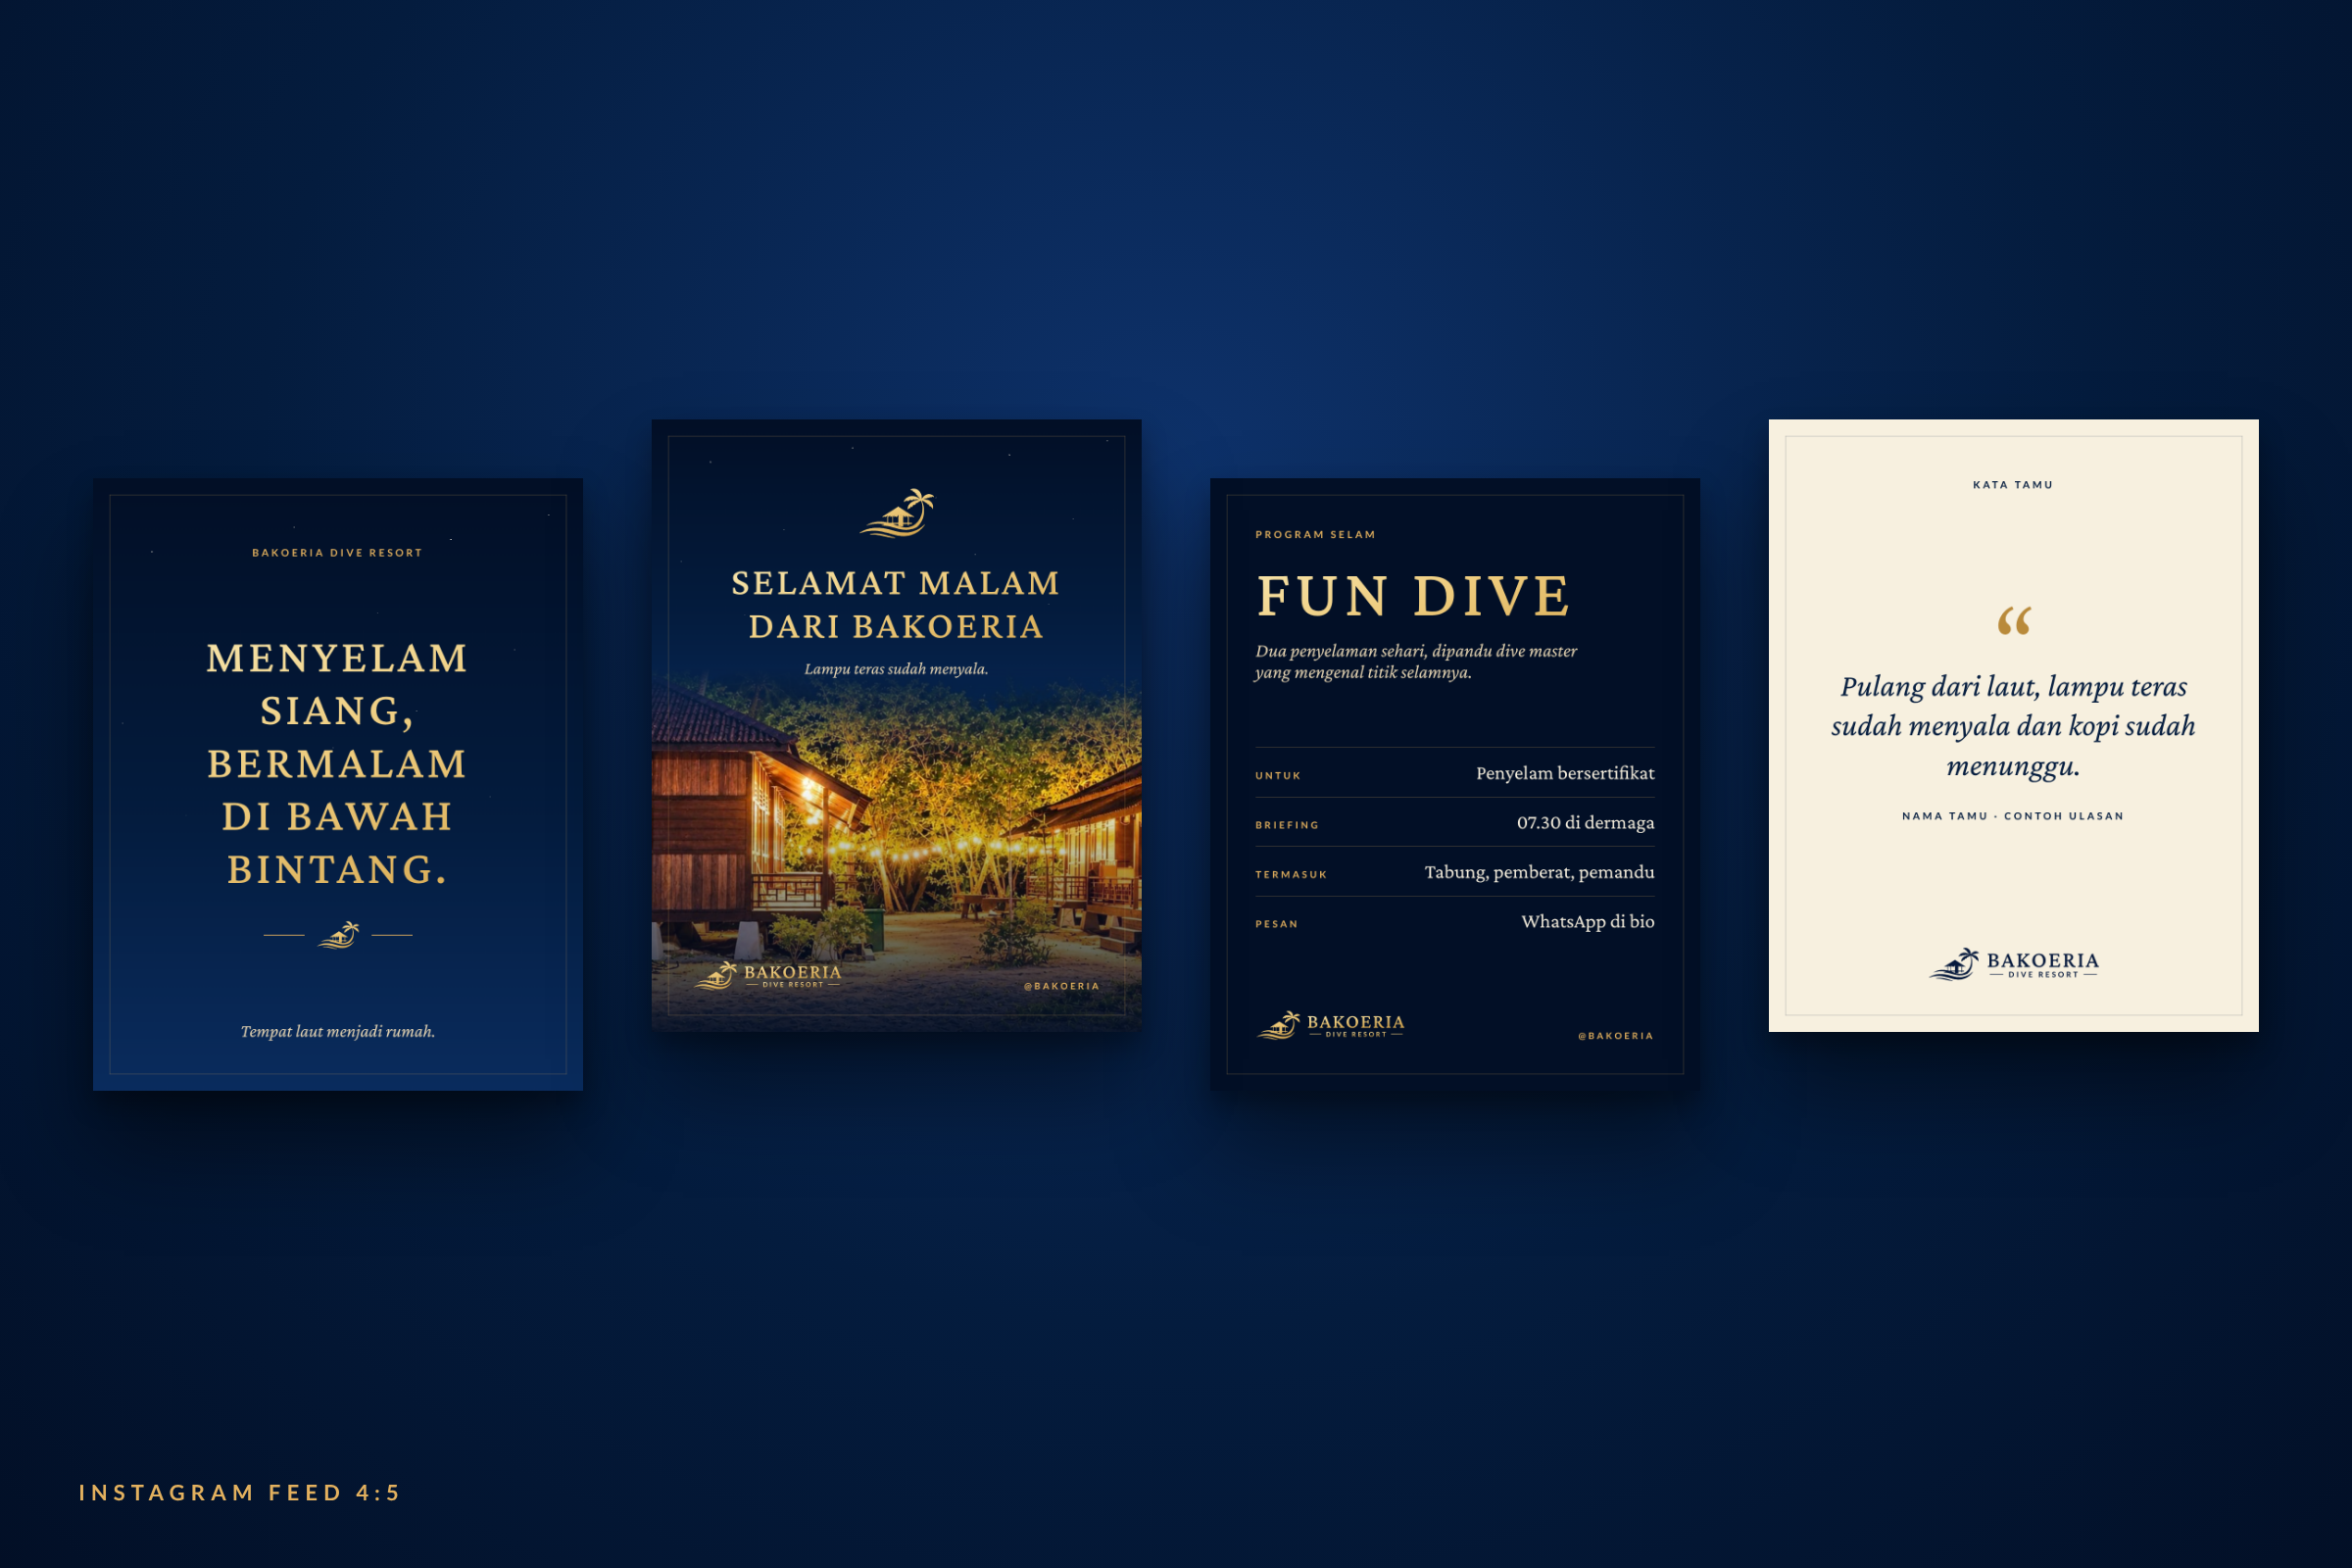 BAKOERIA DIVE RESORT
MENYELAM
SIANG,
BERMALAM
DI BAWAH
BINTANG.
Tempat laut menjadi rumah.
SELAMAT MALAM
DARI BAKOERIA
Lampu teras sudah menyala.
BAKOERIA
DIVE RESORT
@BAKOERIA
PROGRAM SELAM
FUN DIVE
Dua penyelaman sehari, dipandu dive master
yang mengenal titik selamnya.
UNTUK Penyelam bersertifikat
BRIEFING 07.30 di dermaga
TERMASUK Tabung, pemberat, pemandu
PESAN WhatsApp di bio
BAKOERIA
DIVE RESORT
@BAKOERIA
KATA TAMU
“
Pulang dari laut, lampu teras
sudah menyala dan kopi sudah
menunggu.
NAMA TAMU · CONTOH ULASAN
BAKOERIA
DIVE RESORT
INSTAGRAM FEED 4:5